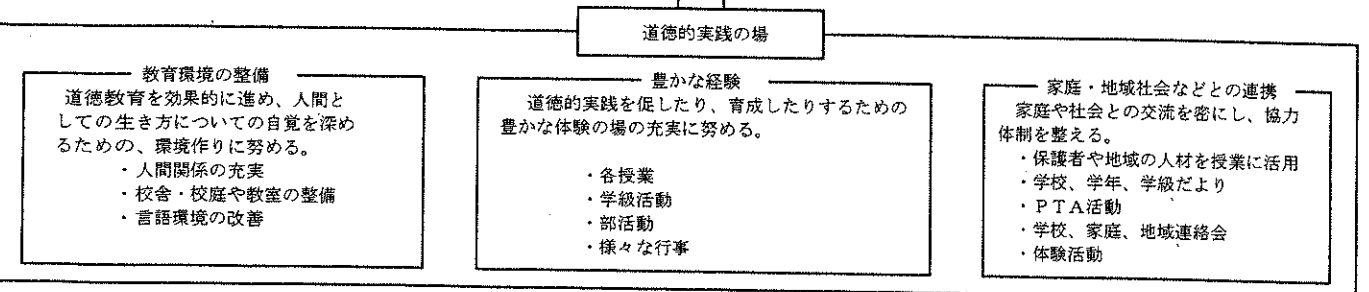 道徳的実践の場
教育環境の整備
道徳教育を効果的に進め、人間と
しての生き方についての自覚を深め
るための、環境作りに努める。
・人間関係の充実
・校舎・校庭や教室の整備
・言語環境の改善
豊かな経験
道徳的実践を促したり、育成したりするための
豊かな体験の場の充実に努める。
・各授業
・学級活動
・部活動
・様々な行事
家庭・地域社会などとの連携
家庭や社会との交流を密にし、協力
体制を整える。
・保護者や地域の人材を授業に活用
・学校、学年、学級だより
・ＰＴＡ活動
・学校、家庭、地域連絡会
・体験活動